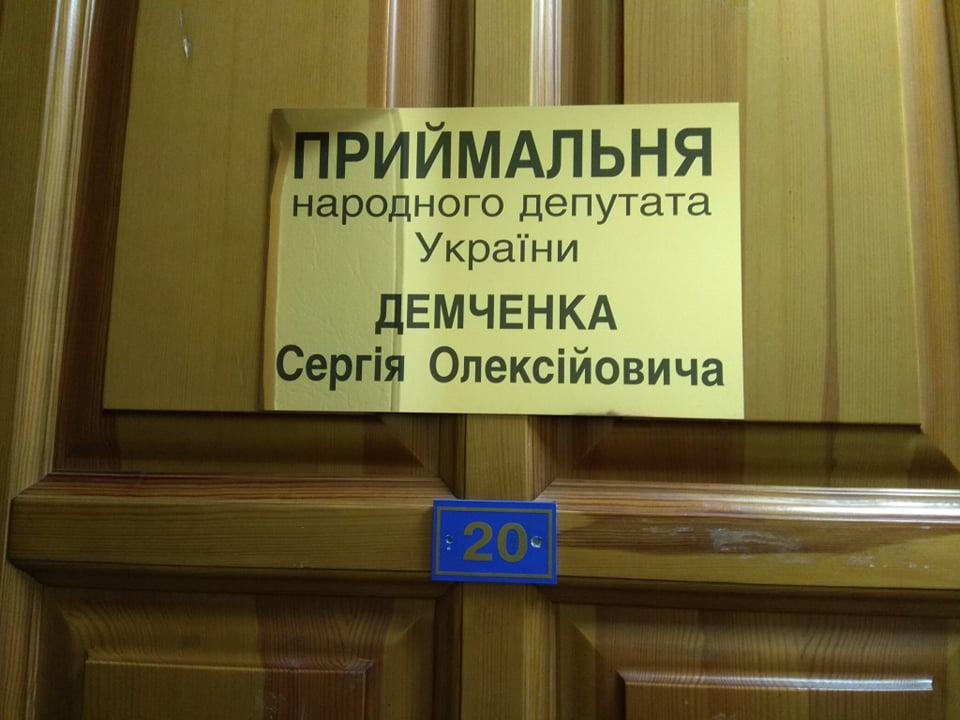 ПРИЙМАЛЬНЯ
народного депутата
України
ДЕМЧЕНКА
Сергія Олексійовича
20